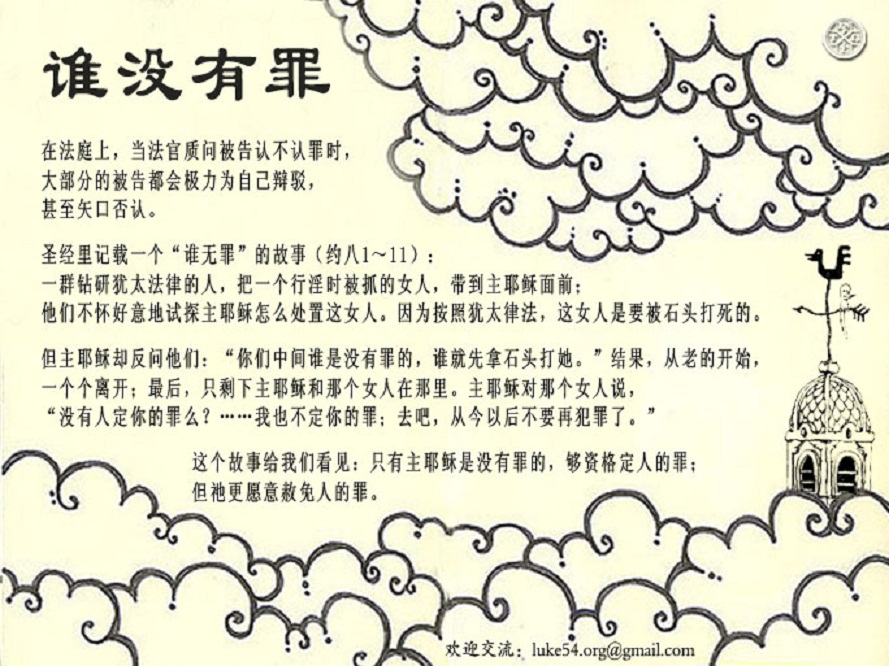 谁没有罪
在法庭上，当法官质问被告认不认罪时，
大部分的被告都会极力为自己辩驳，
甚至矢口否认。
圣经里记载一个“谁无罪”的故事（约八1～11）：
一群钻研犹太法律的人，把一个行淫时被抓的女人，带到主耶稣面前；
他们不怀好意地试探主耶稣怎么处置这女人。因为按照犹太律法，这女人是要被石头打死的。
但主耶稣却反问他们：“你们中间谁是没有罪的，谁就先拿石头打她。”结果，从老的开始，
一个个离开；最后，只剩下主耶稣和那个女人在那里。主耶稣对那个女人说，
“没有人定你的罪么？……我也不定你的罪；去吧，从今以后不要再犯罪了。”
这个故事给我们看见：只有主耶稣是没有罪的，够资格定人的罪；
但祂更愿意赦免人的罪。
欢迎交流：luke54.org@gmail.com